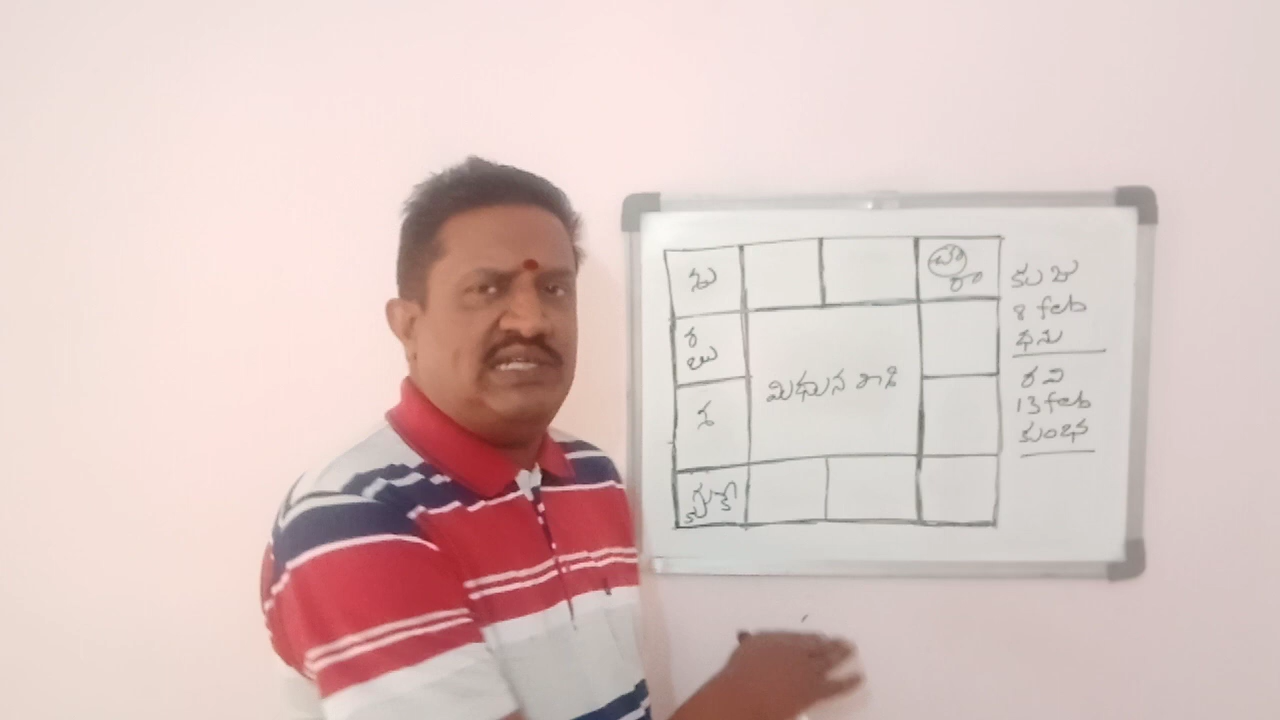 ಶು
ಚಂ
ರಾ
ರ
ಬು
ಶ
ಮಿಥುನ ರಾಶಿ
ಕುಜ
8 feb
ಧನು
ರವಿ
13 feb
ಕುಂಭ